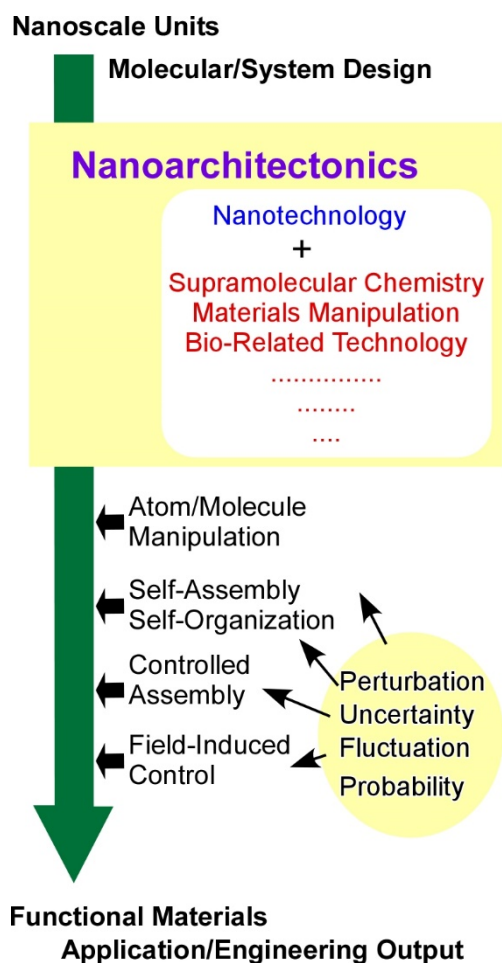 Nanoscale Units
Molecular/System Design
Nanoarchitectonics
Nanotechnology
+
Supramolecular Chemistry
Materials Manipulation
Bio-Related Technology
...............
........
....
Atom/Molecule
Manipulation
Self-Assembly
Self-Organization
Controlled
Assembly
Field-Induced
Control
Perturbation
Uncertainty
Fluctuation
Probability
Functional Materials
Application/Engineering Output